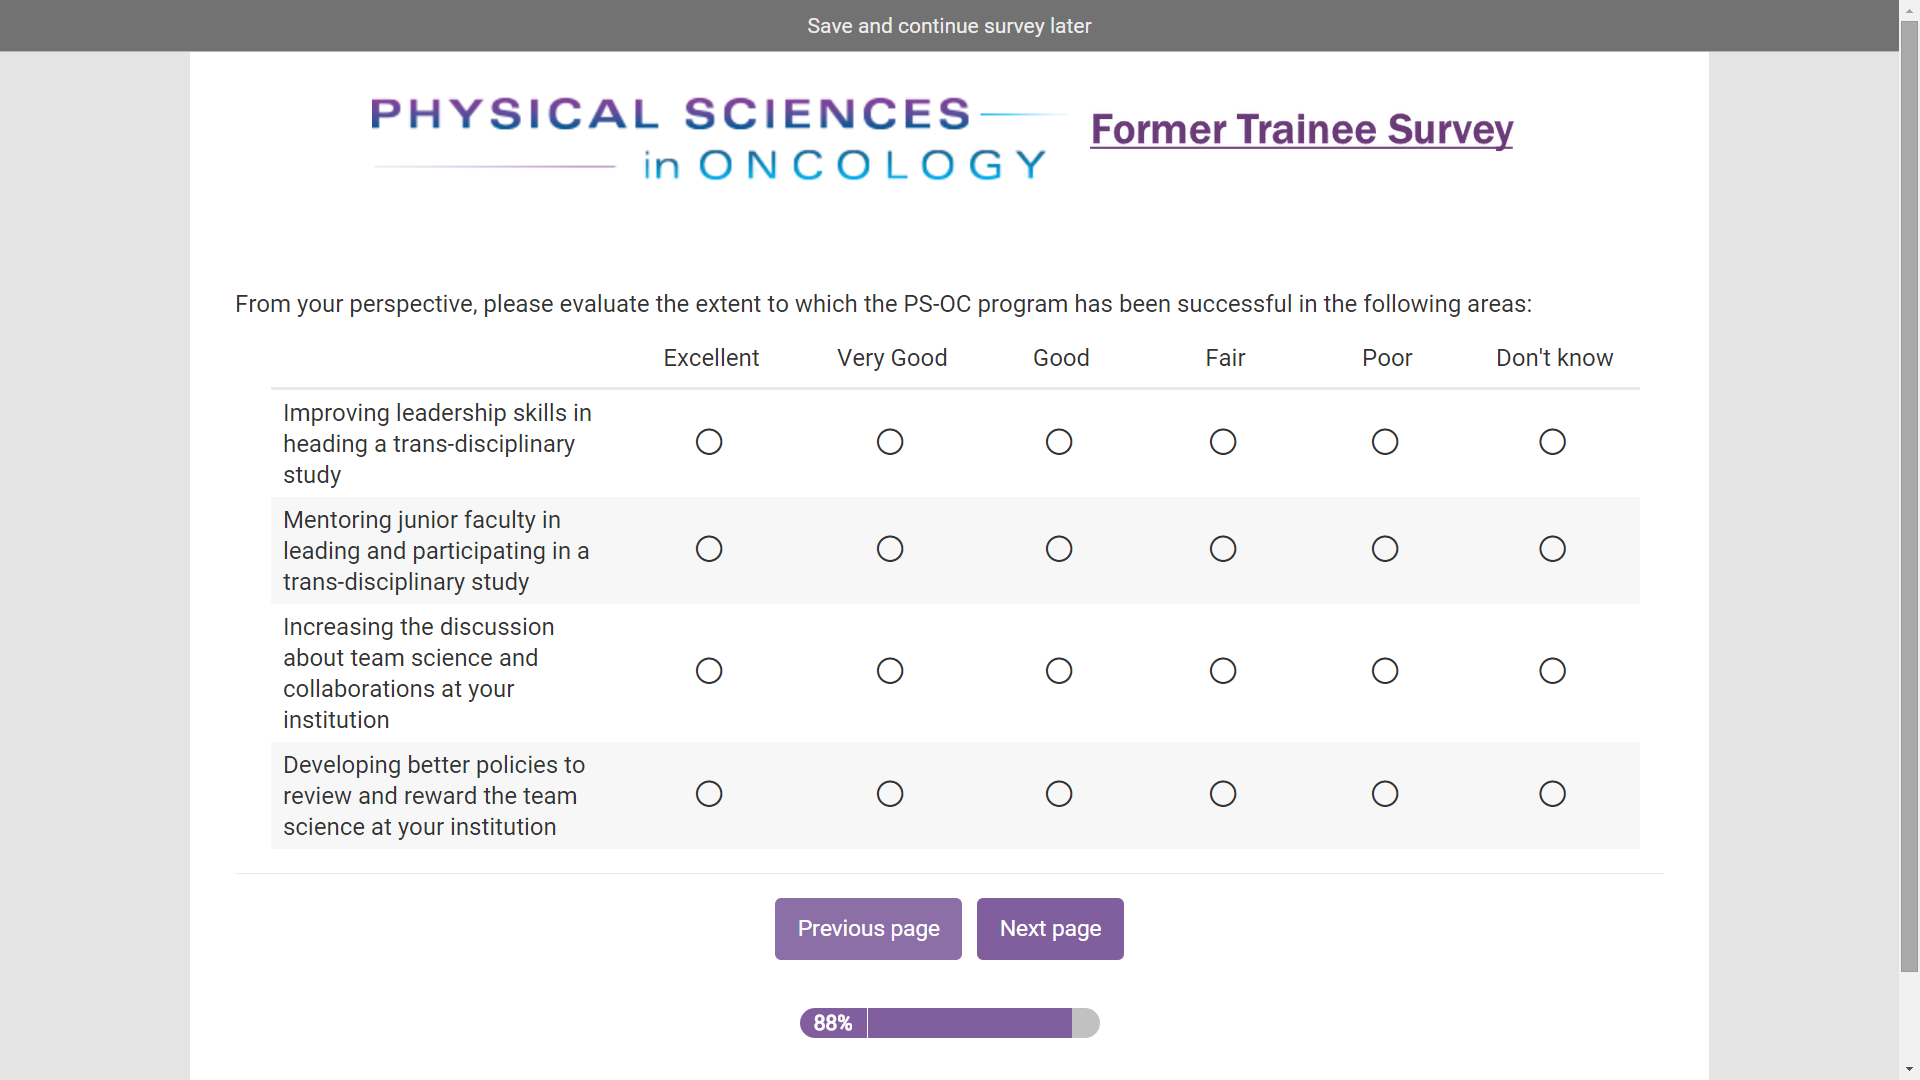 Save and continue survey later
PHYSICAL SCIENCES
in ONCOLOGY
Former Trainee Survey
From your perspective, please evaluate the extent to which the PS-OC program has been successful in the following areas:
Excellent Very Good Good Fair Poor Don't know
Improving leadership skills in
heading a trans-disciplinary
study
Mentoring junior faculty in
leading and participating in a
trans-disciplinary study
Increasing the discussion
about team science and
collaborations at your
institution
Developing better policies to
review and reward the team
science at your institution
Previous page Next page
88%